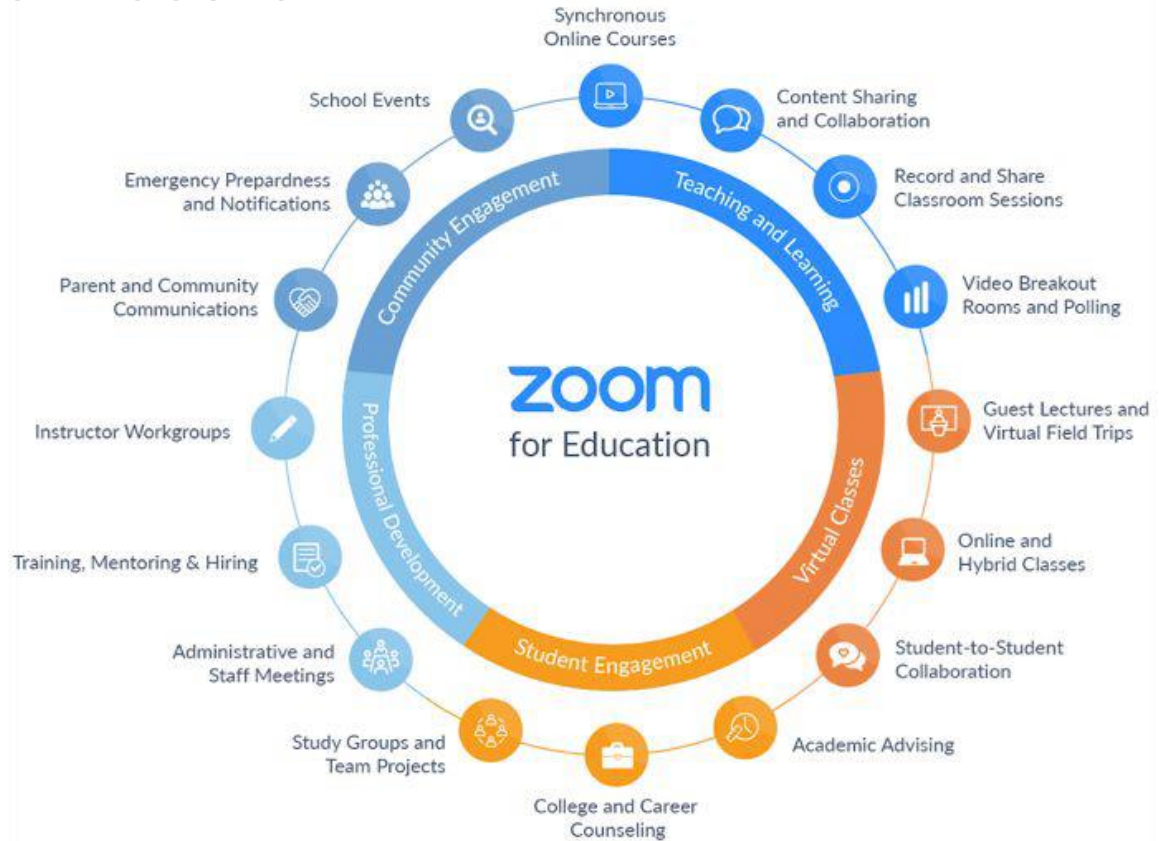 Synchronous
Online Courses
Content Sharing
and Collaboration
Record and Share
Classroom Sessions
Video Breakout
Rooms and Polling
Guest Lectures and
Virtual Field Trips
Online and
Hybrid Classes
Student-to-Student
Collaboration
Academic Advising
College and Career
Counseling
Study Groups and
Team Projects
Administrative and
Staff Meetings
Training, Mentoring & Hiring
Instructor Workgroups
Parent and Community
Communications
Emergency Prepardness
and Notifications
School Events
Teaching and Learning
Virtual Classes
Student Engagement
Professional Development
Community Engagement
zoom
for Education